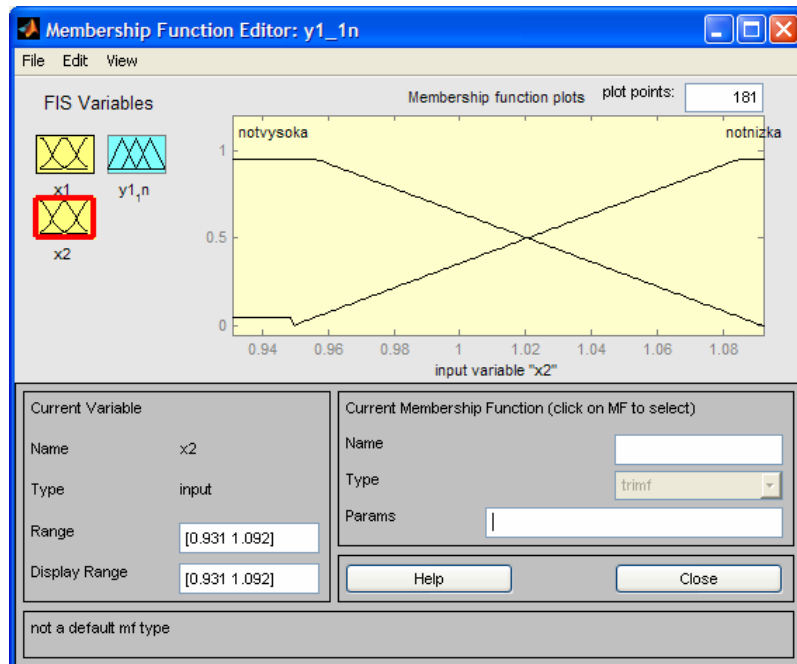 Membership Function Editor: y1_1n
File Edit View
FIS Variables
Membership function plots plot points: 181
x1
y1₁n
x2
notvysoka
notnizka
1
0.5
0
0.94 0.96 0.98 1 1.02 1.04 1.06 1.08
input variable "x2"
Current Variable
Name x2
Type input
Range [0.931 1.092]
Display Range [0.931 1.092]
Current Membership Function (click on MF to select)
Name
Type trimf
Params
Help Close
not a default mf type